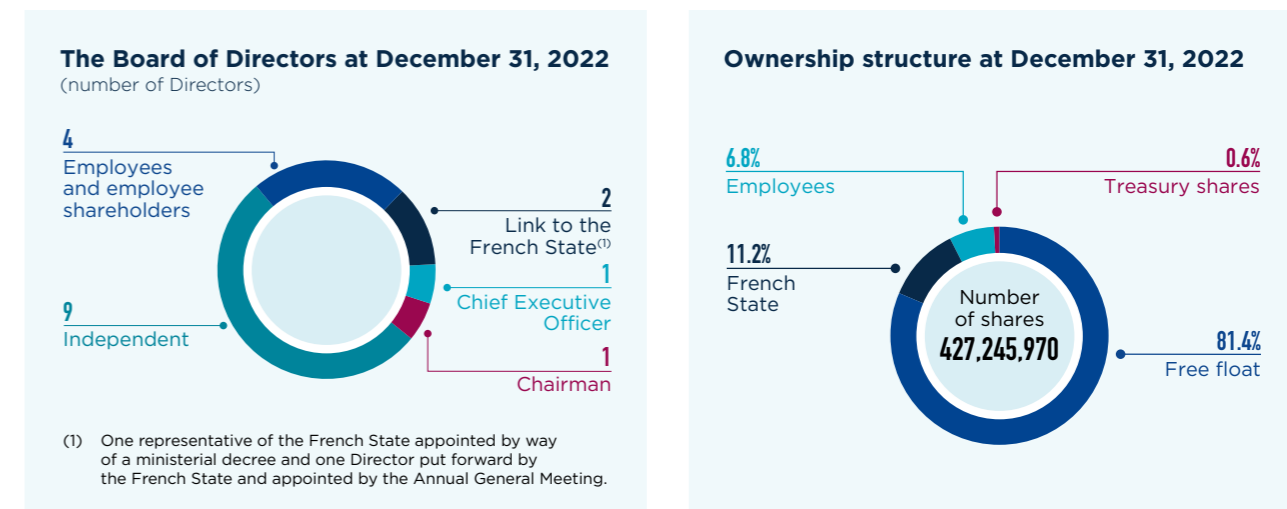 The Board of Directors at December 31, 2022
(number of Directors)
4
Employees
and employee
shareholders
2
Link to the
French State(1)
1
Chief Executive
Officer
9
Independent
1
Chairman
(1) One representative of the French State appointed by way
of a ministerial decree and one Director put forward by
the French State and appointed by the Annual General Meeting.
Ownership structure at December 31, 2022
6.8%
Employees
0.6%
Treasury shares
11.2%
French
State
Number
of shares
427,245,970
81.4%
Free float